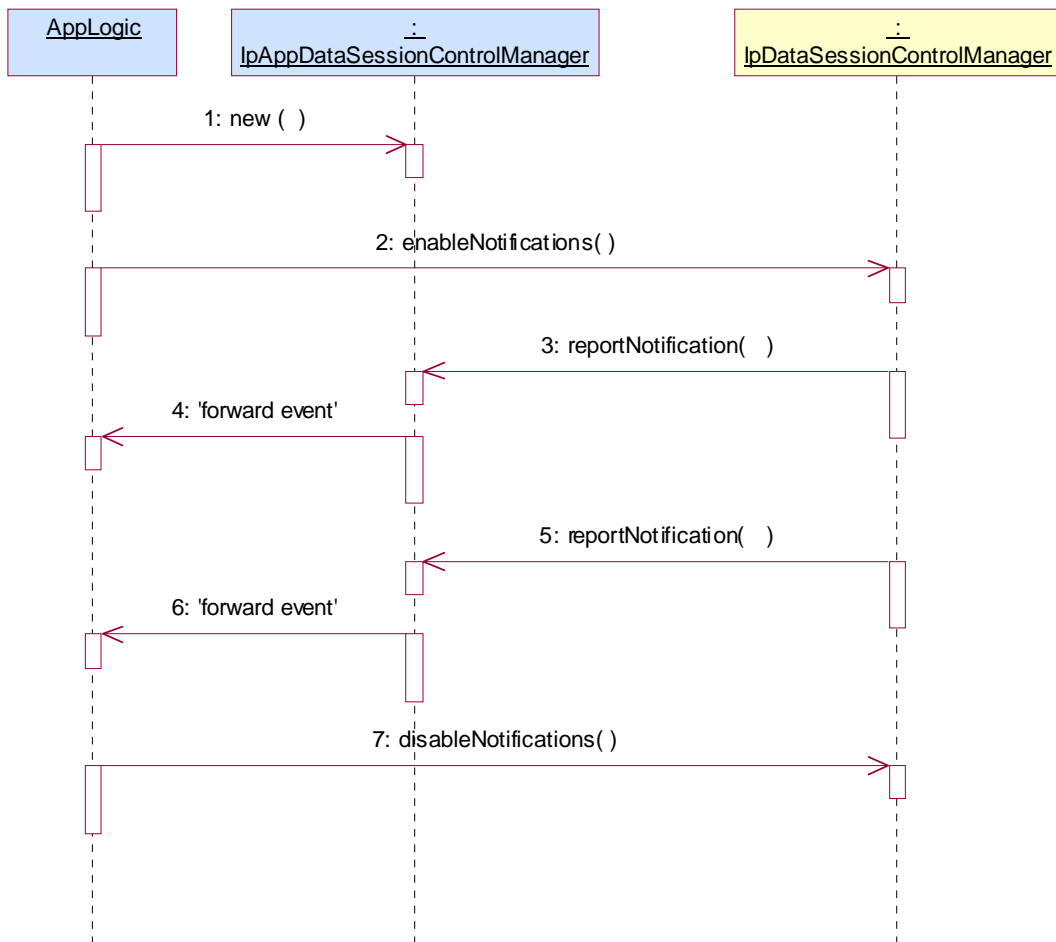 AppLogic
:
IpAppDataSessionControlManager
:
IpDataSessionControlManager
1: new ( )
2: enableNotifications( )
3: reportNotification( )
4: 'forward event'
5: reportNotification( )
6: 'forward event'
7: disableNotifications( )